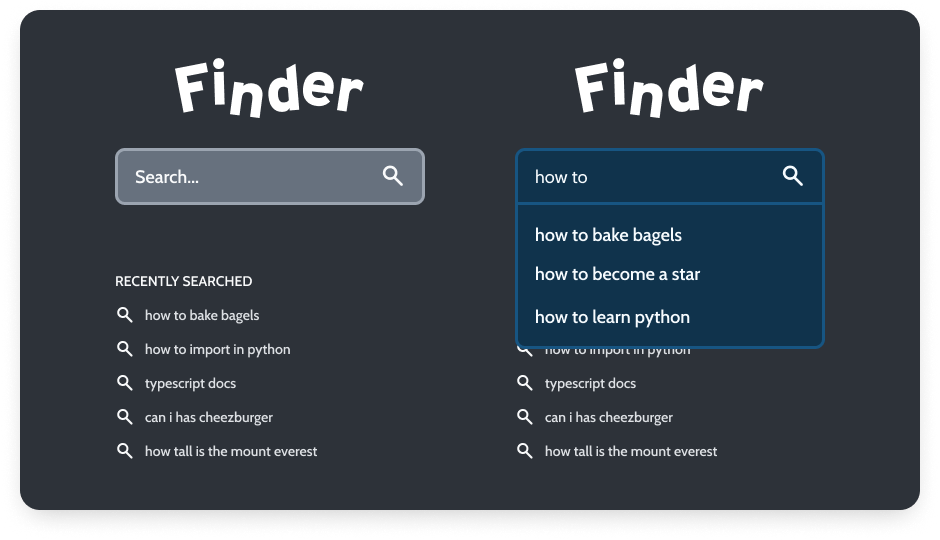 Finder
Search...
RECENTLY SEARCHED
how to bake bagels
how to import in python
typescript docs
can i has cheezburger
how tall is the mount everest
Finder
how to
how to bake bagels
how to become a star
how to learn python
how to import in python
typescript docs
can i has cheezburger
how tall is the mount everest